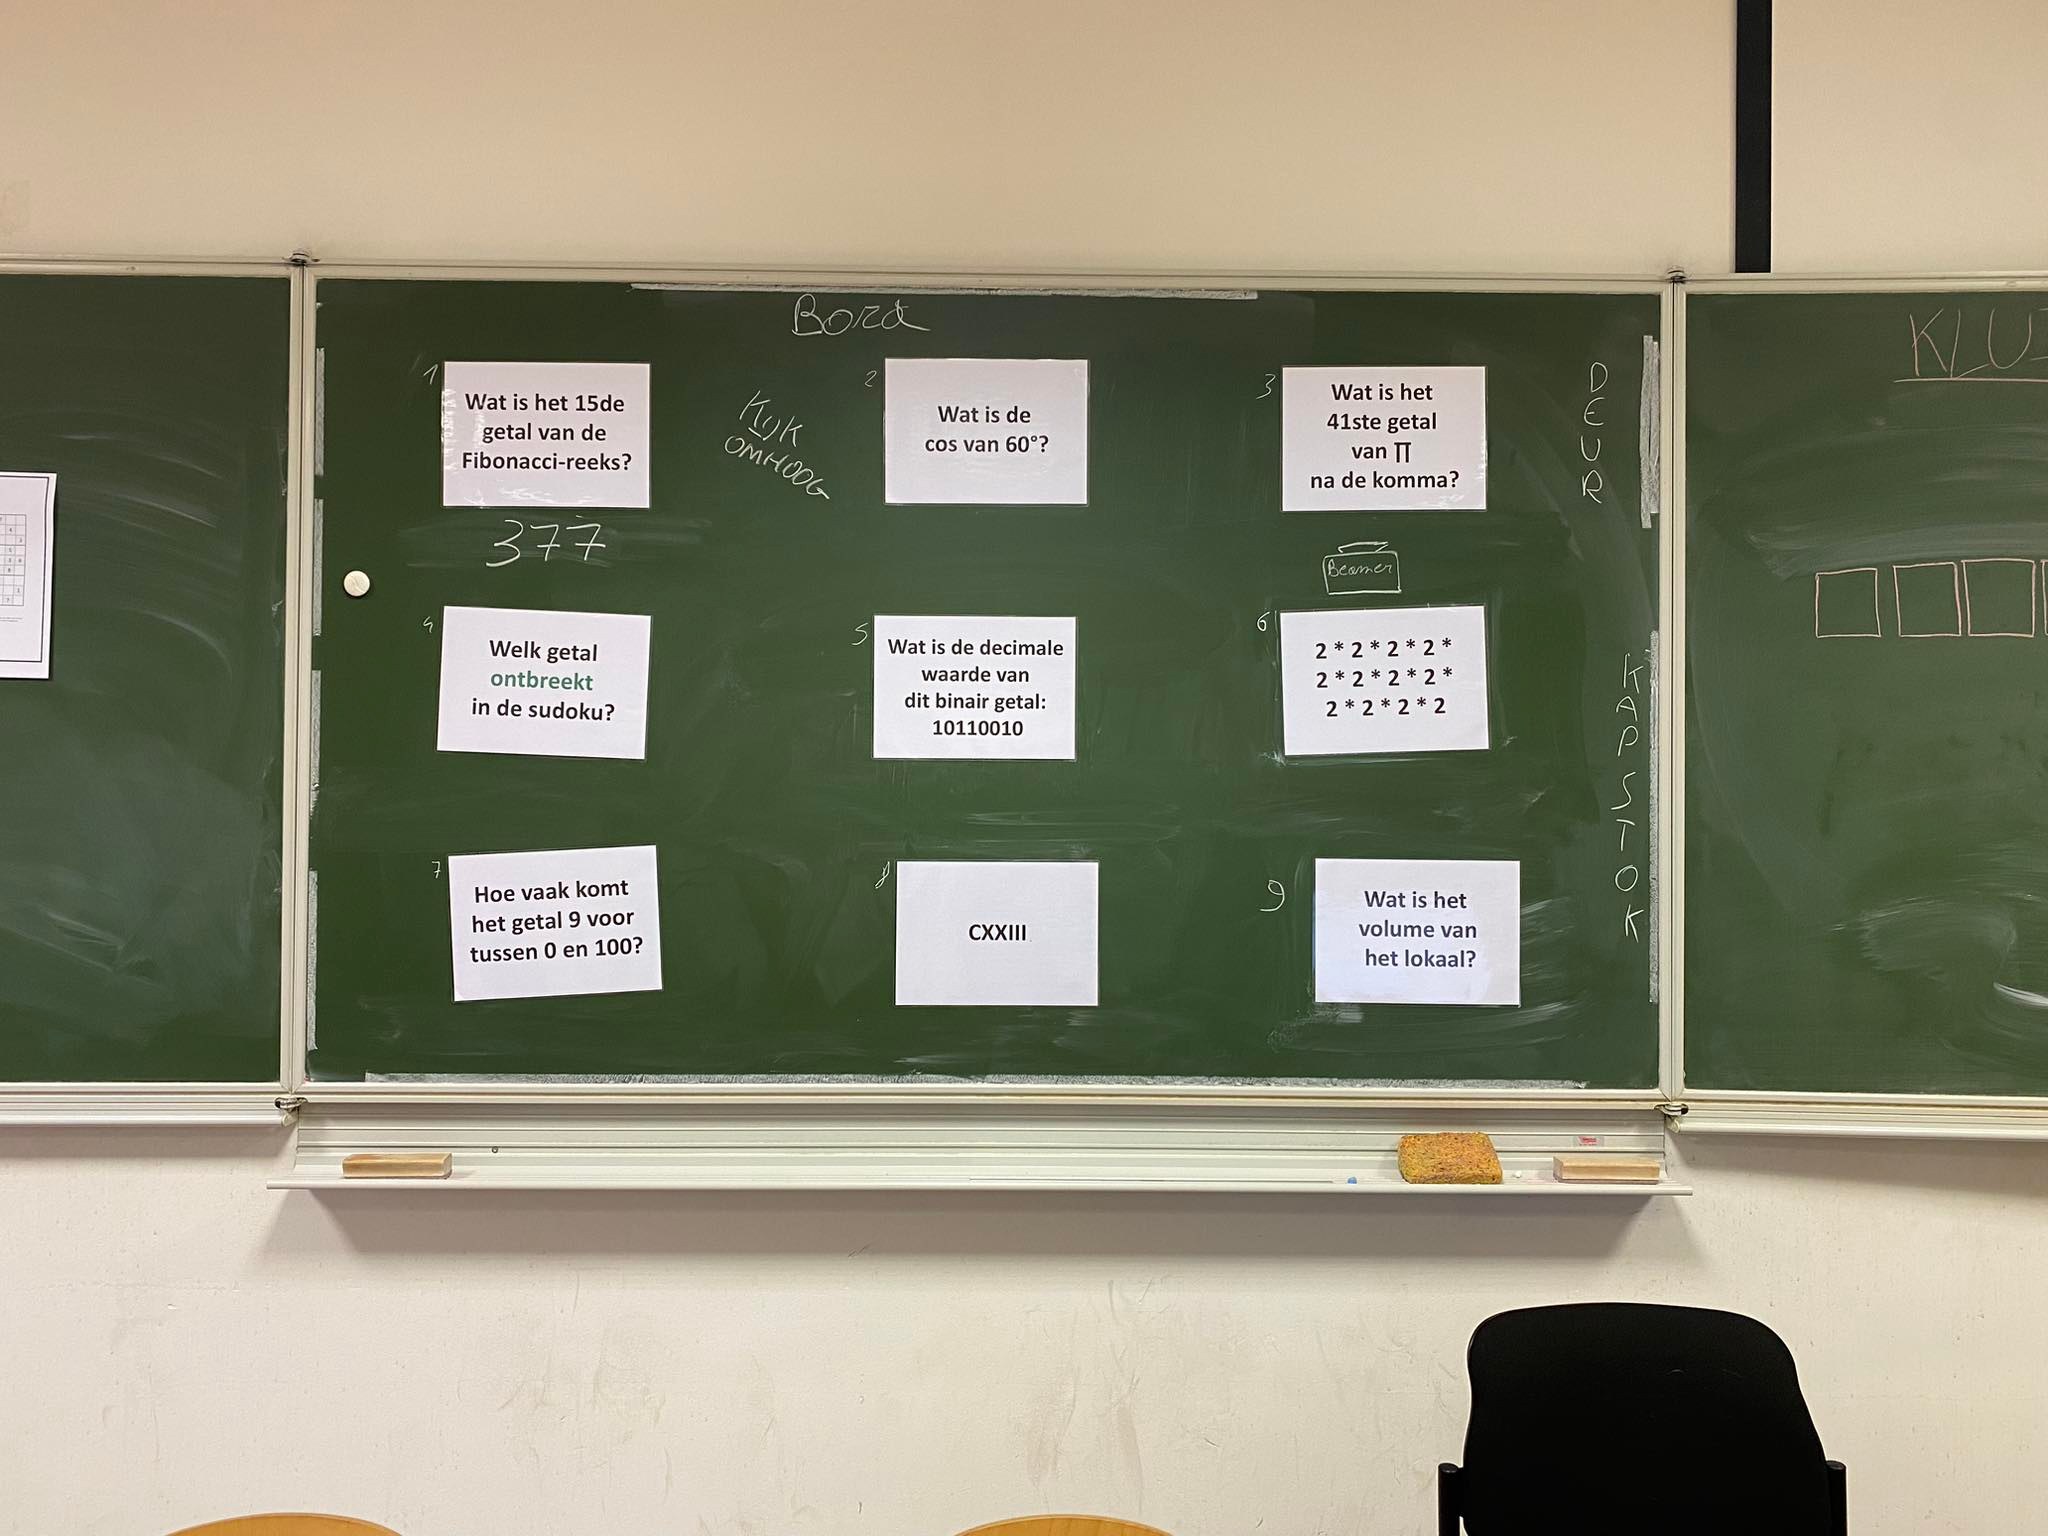 Bord
1
Wat is het 15de
getal van de
Fibonacci-reeks?
377
KIJK
OMHOOG
2
Wat is de
cos van 60°?
3
Wat is het
41ste getal
van ∏
na de komma?
DEUR
Beamer
4
Welk getal
ontbreekt
in de sudoku?
5
Wat is de decimale
waarde van
dit binair getal:
10110010
6
2 * 2 * 2 * 2 *
2 * 2 * 2 * 2 *
2 * 2 * 2 * 2
KAPSTOK
7
Hoe vaak komt
het getal 9 voor
tussen 0 en 100?
8
CXXIII
9
Wat is het
volume van
het lokaal?